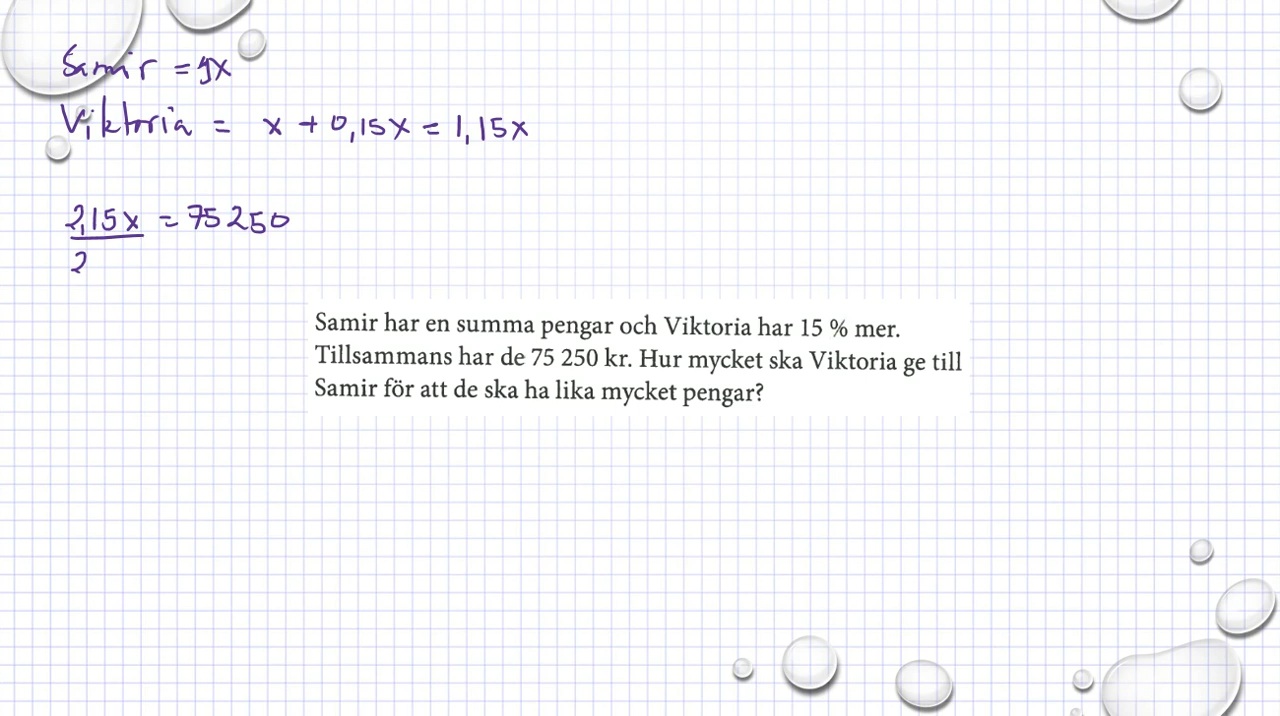 Samir = 1x
Viktoria = x + 0,15x = 1,15x
2,15x = 75250
2
Samir har en summa pengar och Viktoria har 15 % mer.
Tillsammans har de 75 250 kr. Hur mycket ska Viktoria ge till
Samir för att de ska ha lika mycket pengar?